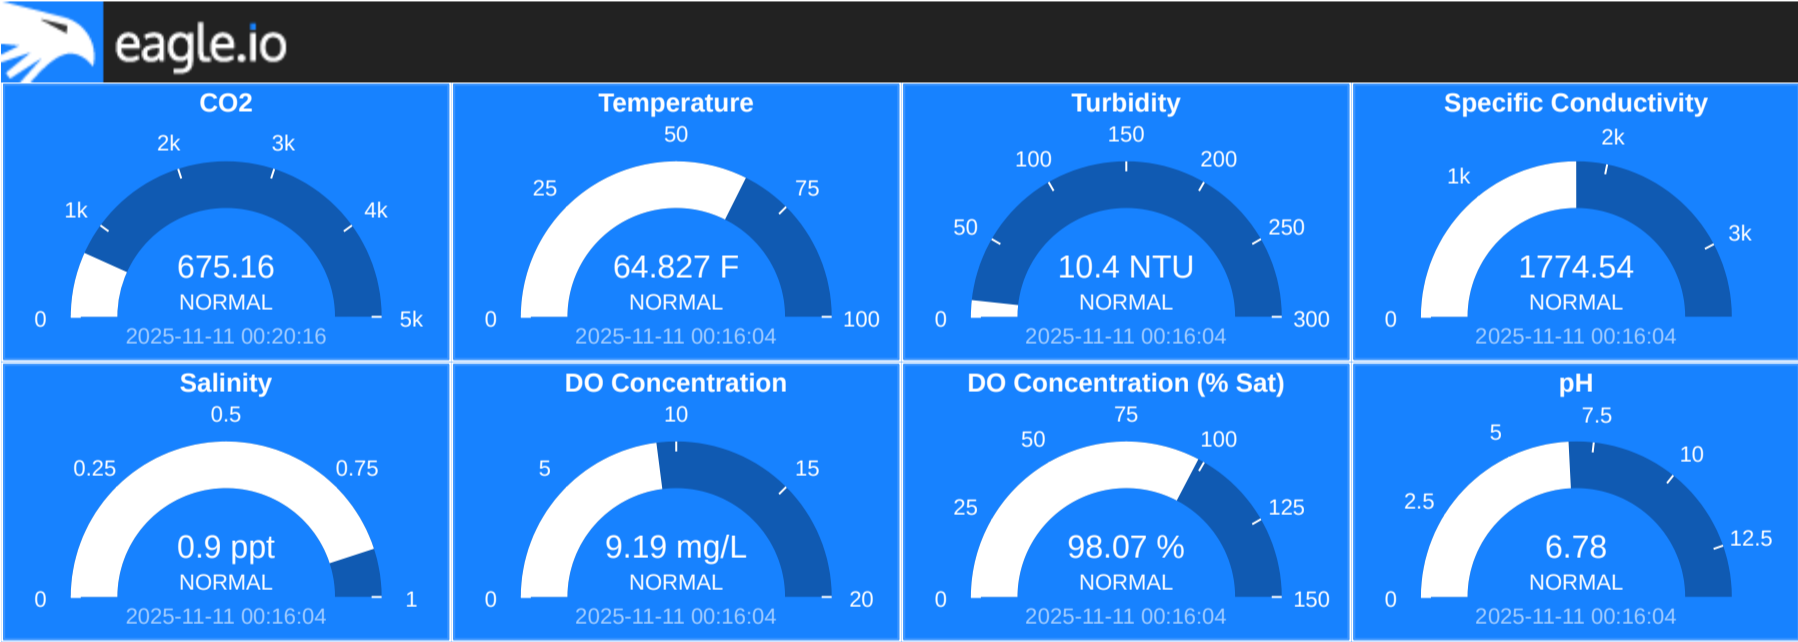 eagle.io
CO2
0
1k
2k
3k
4k
5k
675.16
NORMAL
2025-11-11 00:20:16
Temperature
0
25
50
75
100
64.827 F
NORMAL
2025-11-11 00:16:04
Turbidity
0
50
100
150
200
250
300
10.4 NTU
NORMAL
2025-11-11 00:16:04
Specific Conductivity
0
1k
2k
3k
1774.54
NORMAL
2025-11-11 00:16:04
Salinity
0
0.25
0.5
0.75
1
0.9 ppt
NORMAL
2025-11-11 00:16:04
DO Concentration
0
5
10
15
20
9.19 mg/L
NORMAL
2025-11-11 00:16:04
DO Concentration (% Sat)
0
25
50
75
100
125
150
98.07 %
NORMAL
2025-11-11 00:16:04
pH
0
2.5
5
7.5
10
12.5
6.78
NORMAL
2025-11-11 00:16:04